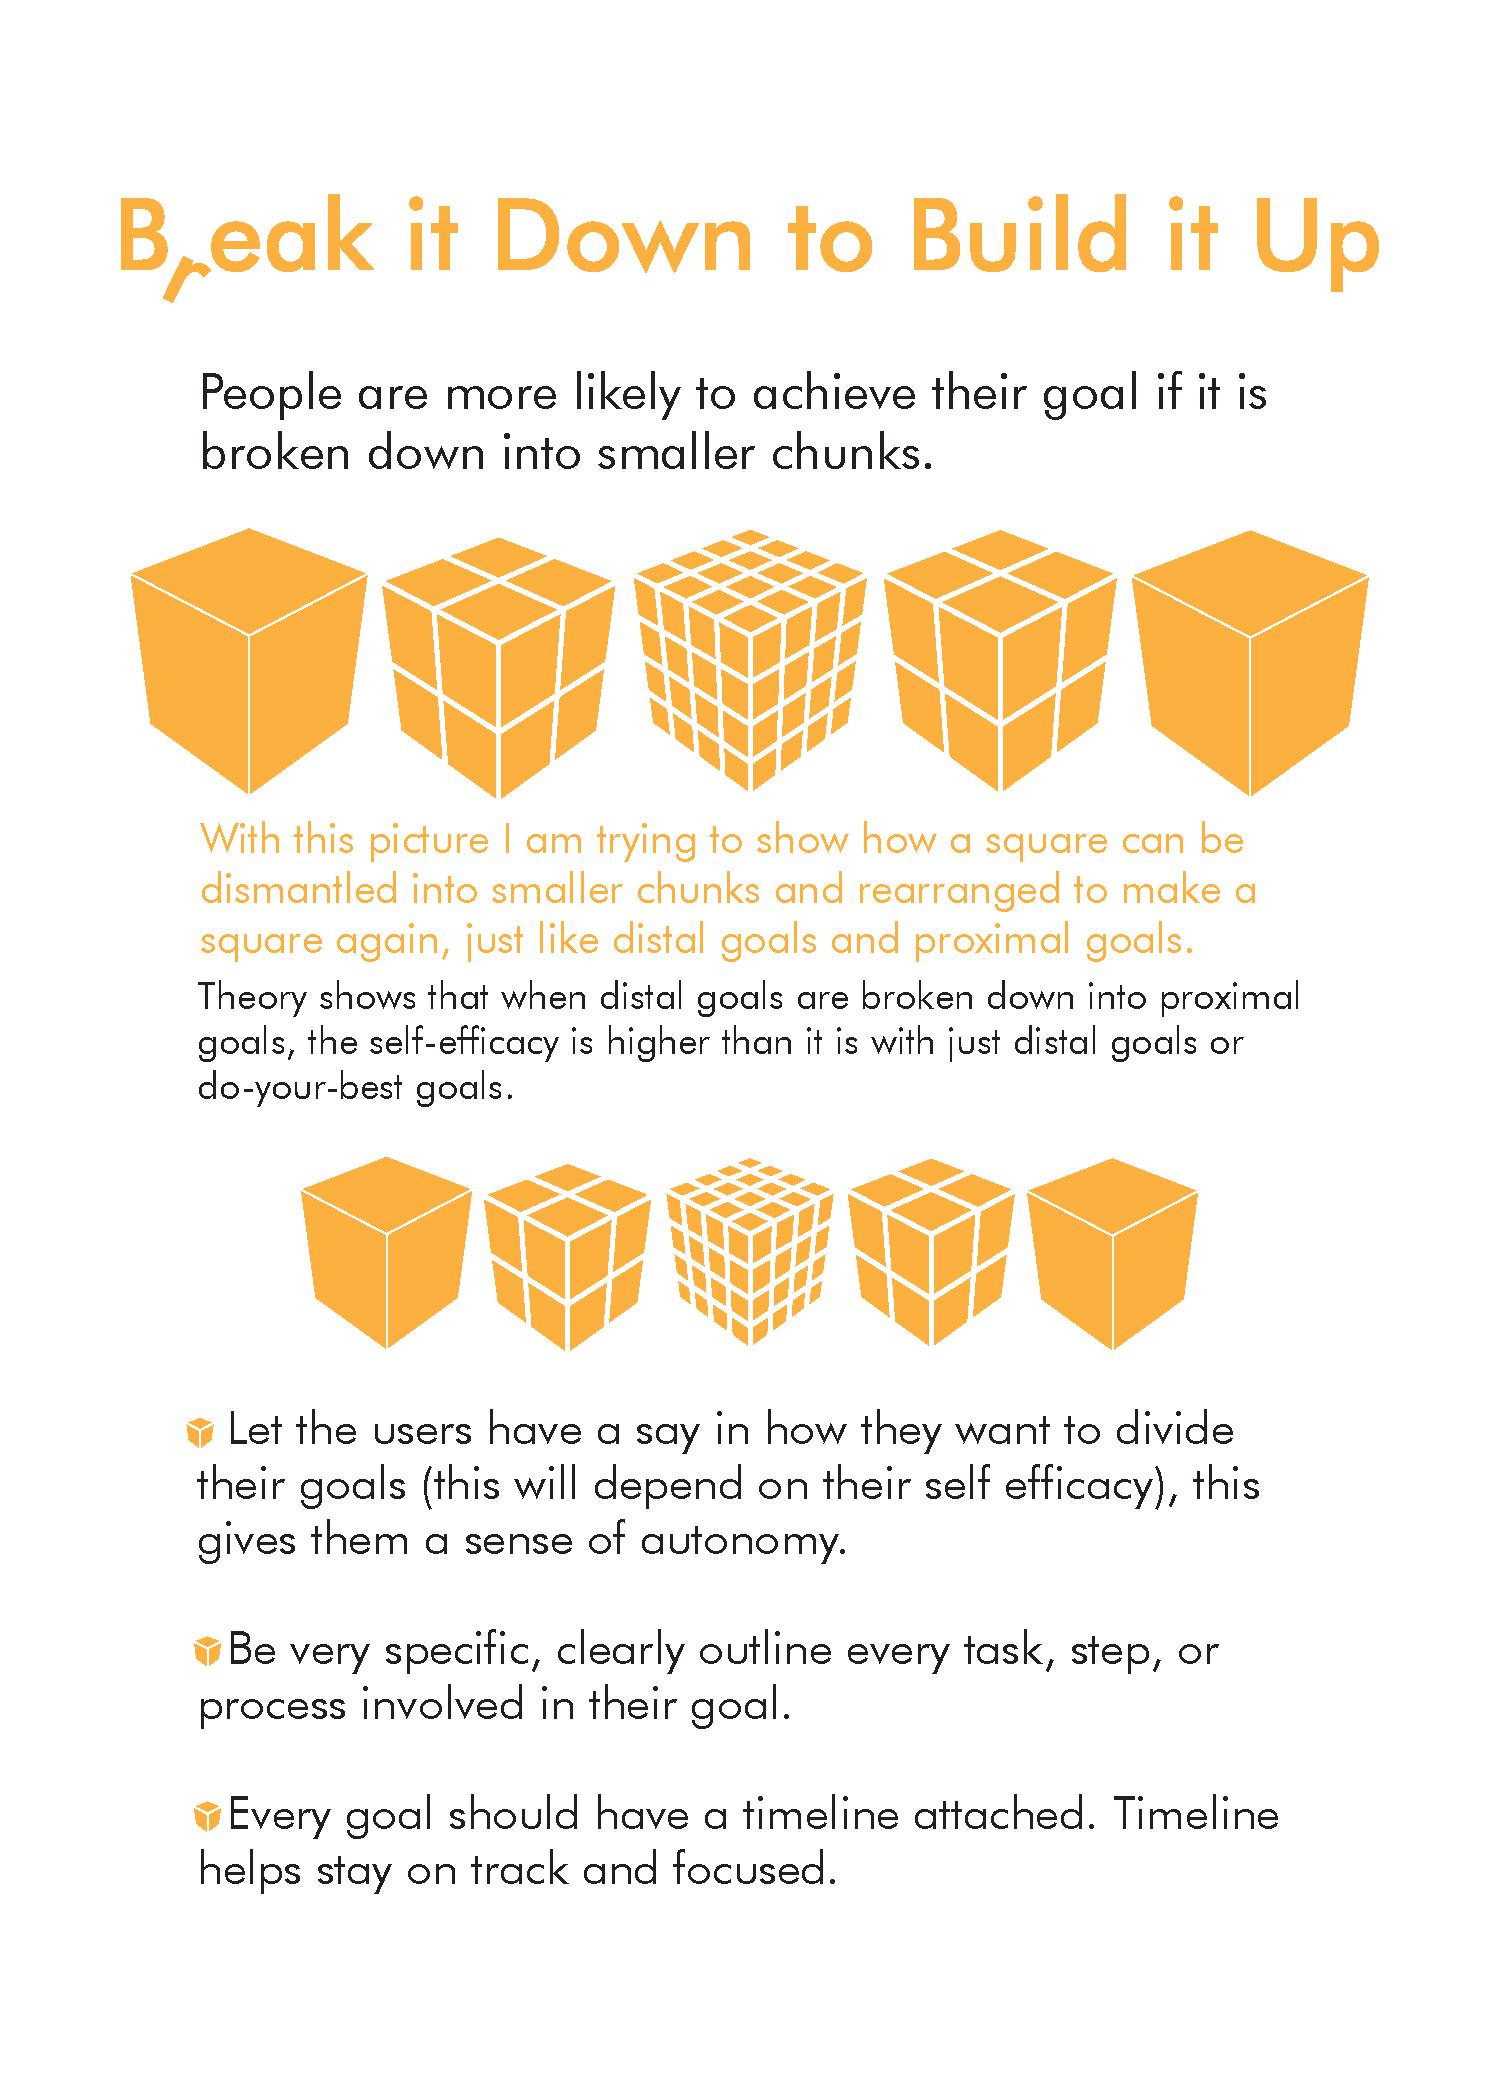 Break it Down to Build it Up
People are more likely to achieve their goal if it is
broken down into smaller chunks.
With this picture I am trying to show how a square can be
dismantled into smaller chunks and rearranged to make a
square again, just like distal goals and proximal goals.
Theory shows that when distal goals are broken down into proximal
goals, the self-efficacy is higher than it is with just distal goals or
do-your-best goals.
Let the users have a say in how they want to divide
their goals (this will depend on their self efficacy), this
gives them a sense of autonomy.
Be very specific, clearly outline every task, step, or
process involved in their goal.
Every goal should have a timeline attached. Timeline
helps stay on track and focused.